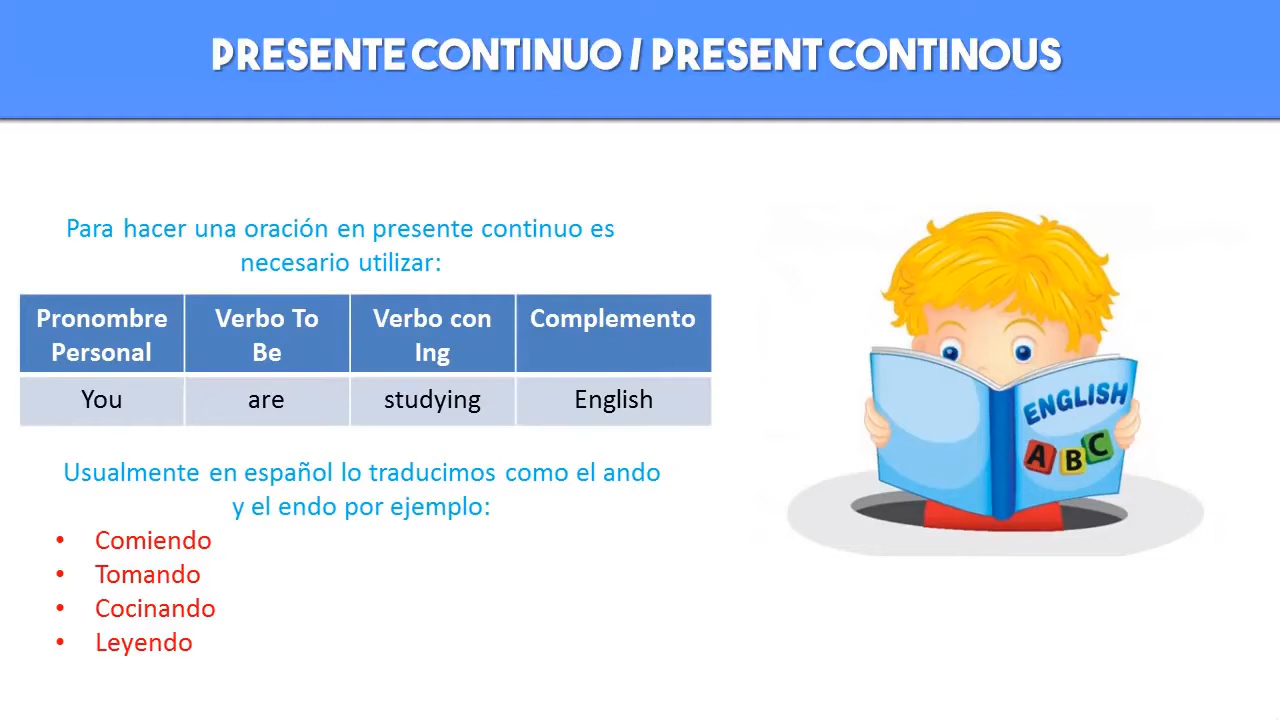 PRESENTE CONTINUO / PRESENT CONTINOUS
Para hacer una oración en presente continuo es
necesario utilizar:
Pronombre Personal Verbo To Be Verbo con Ing Complemento
You are studying English
Usualmente en español lo traducimos como el ando
y el endo por ejemplo:
• Comiendo
• Tomando
• Cocinando
• Leyendo
ENGLISH
ABC